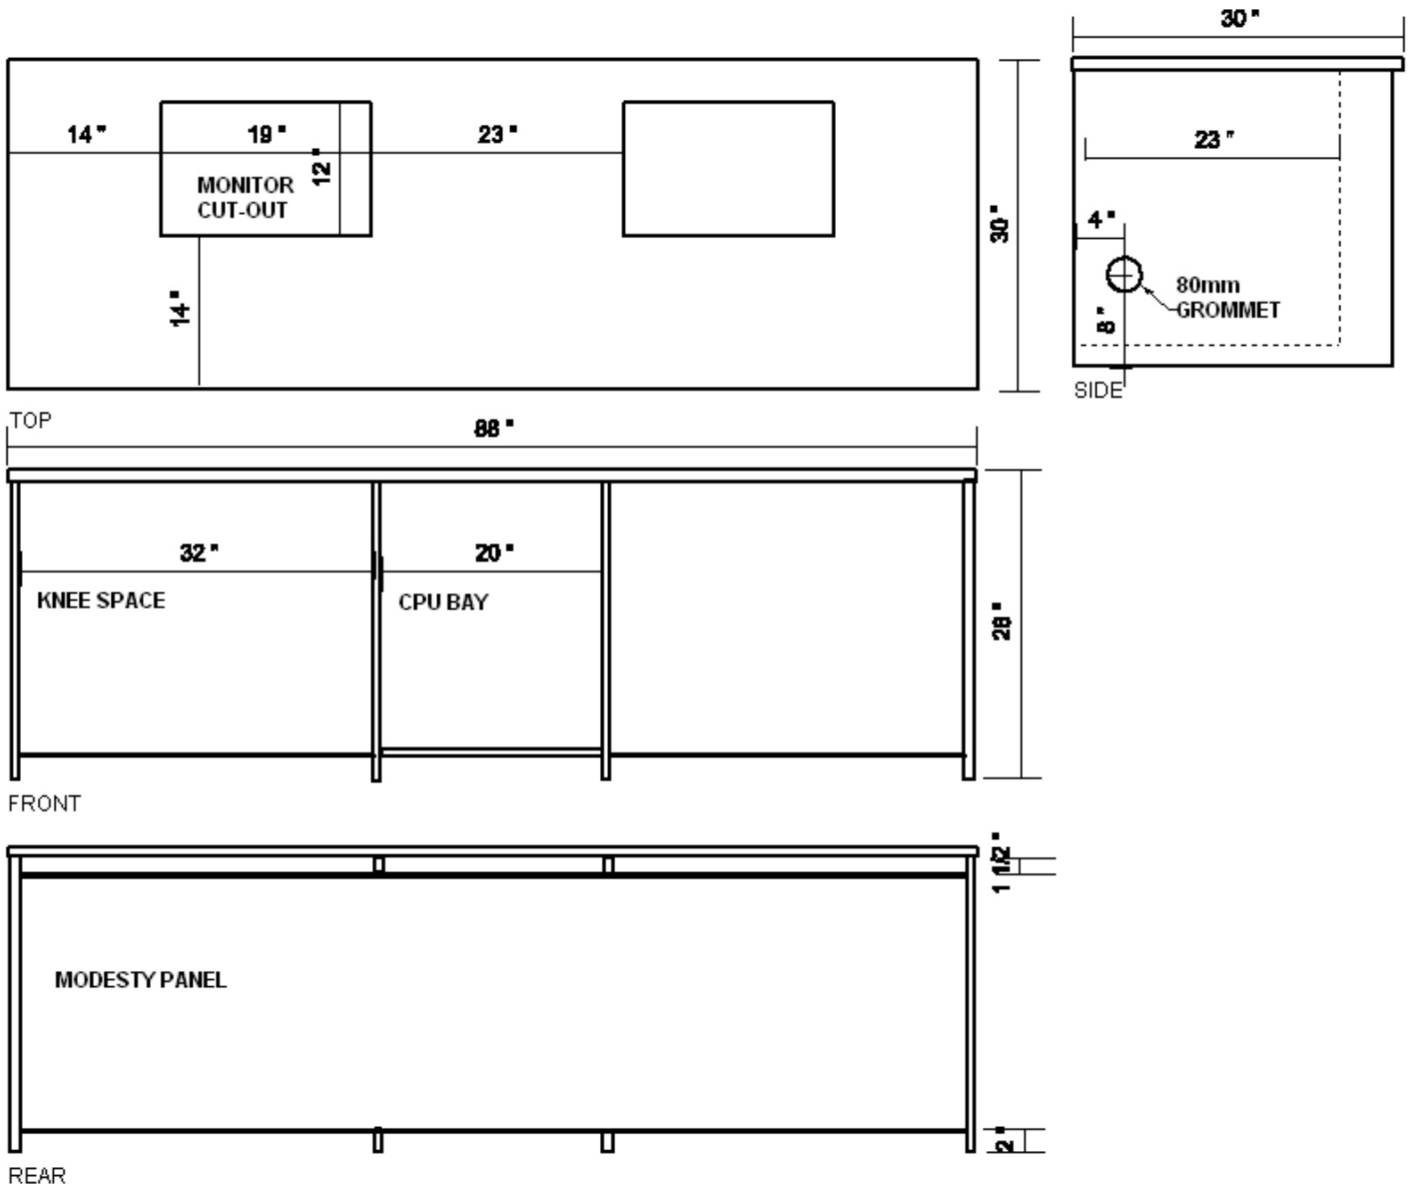 30 "
14 "
19 "
23 "
12 "
MONITOR
CUT-OUT
14 "
30 "
23 "
4 "
80mm
GROMMET
8 "
SIDE
TOP
88 "
32 "
20 "
KNEE SPACE
CPU BAY
28 "
FRONT
1 1/2 "
MODESTY PANEL
2 "
REAR